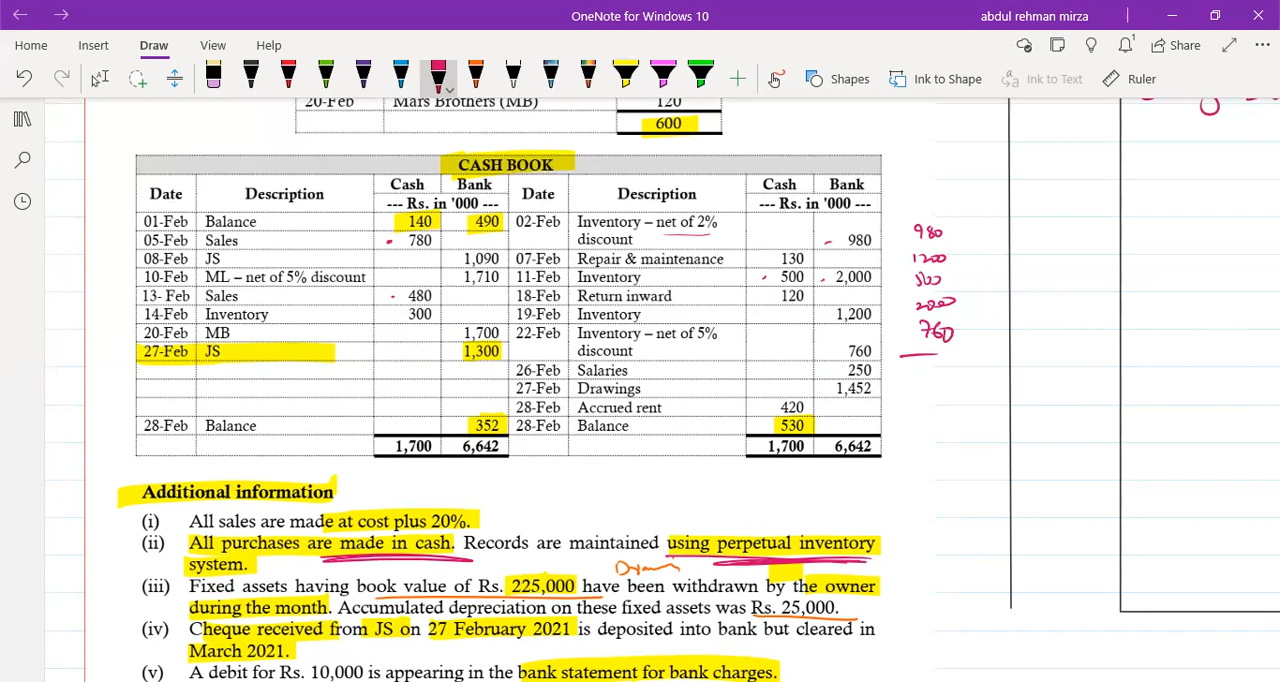 OneNote for Windows 10
abdul rehman mirza
Home Insert Draw View Help
Share
Shapes Ink to Shape Ink to Text Ruler
20-Feb Mars Brothers (MB) 120
600
CASH BOOK
Date Description Cash Bank Date Description Cash Bank
--- Rs. in '000 --- --- Rs. in '000 ---
01-Feb Balance 140 490 02-Feb Inventory – net of 2%
05-Feb Sales 780 discount 980
08-Feb JS 1,090 07-Feb Repair & maintenance 130
10-Feb ML – net of 5% discount 1,710 11-Feb Inventory 500 2,000
13- Feb Sales 480 18-Feb Return inward 120
14-Feb Inventory 300 19-Feb Inventory 1,200
20-Feb MB 1,700 22-Feb Inventory – net of 5%
27-Feb JS 1,300 discount 760
26-Feb Salaries 250
27-Feb Drawings 1,452
28-Feb Accrued rent 420
28-Feb Balance 352 28-Feb Balance 530
1,700 6,642 1,700 6,642
980
1200
500
2000
760
Additional information
(i) All sales are made at cost plus 20%.
(ii) All purchases are made in cash. Records are maintained using perpetual inventory
system.
(iii) Fixed assets having book value of Rs. 225,000 have been withdrawn by the owner
during the month. Accumulated depreciation on these fixed assets was Rs. 25,000.
(iv) Cheque received from JS on 27 February 2021 is deposited into bank but cleared in
March 2021.
(v) A debit for Rs. 10,000 is appearing in the bank statement for bank charges.